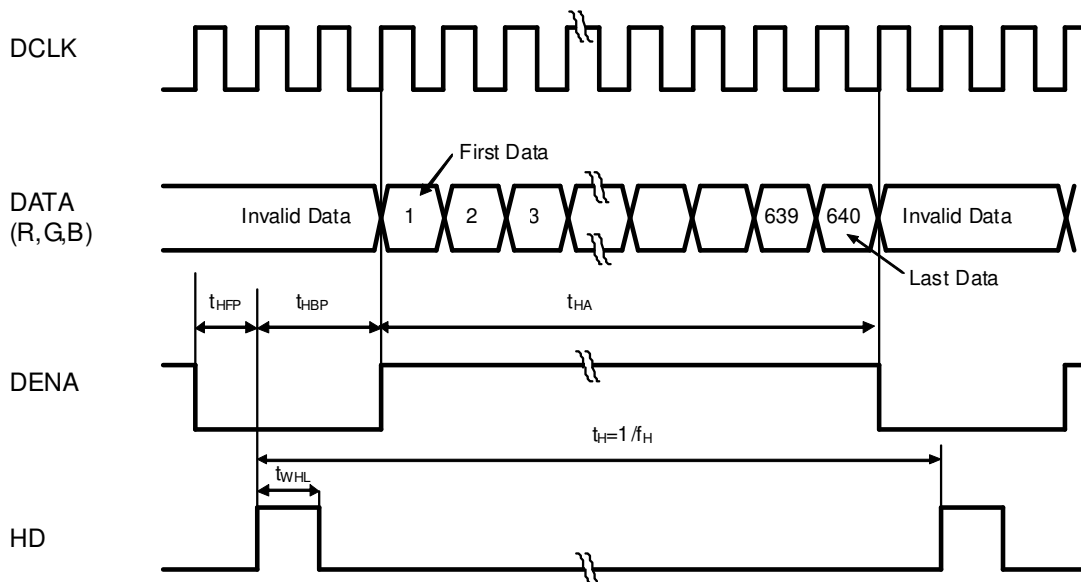 DCLK
First Data
DATA
(R,G,B)
Invalid Data 1 2 3 639 640 Invalid Data
Last Data
tHFP tHBP tHA
DENA
tH=1/fH
tWHL
HD